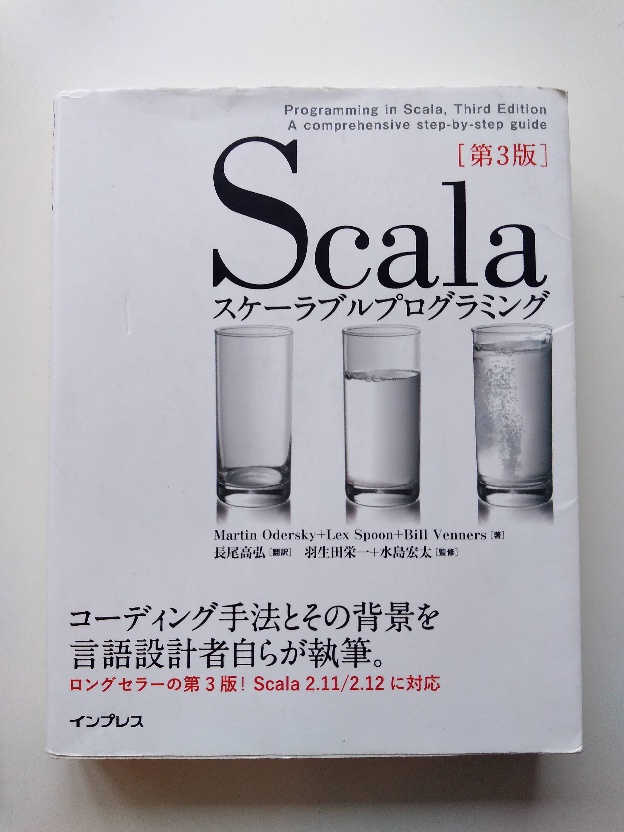 Programming in Scala, Third Edition
A comprehensive step-by-step guide
[第3版]
Scala
スケーラブルプログラミング
Martin Odersky+Lex Spoon+Bill Venners [著]
長尾高弘[翻訳] 羽生田栄一+水島宏太[監修]
コーディング手法とその背景を
言語設計者自らが執筆。
ロングセラーの第3版! Scala 2.11/2.12 に対応
インプレス